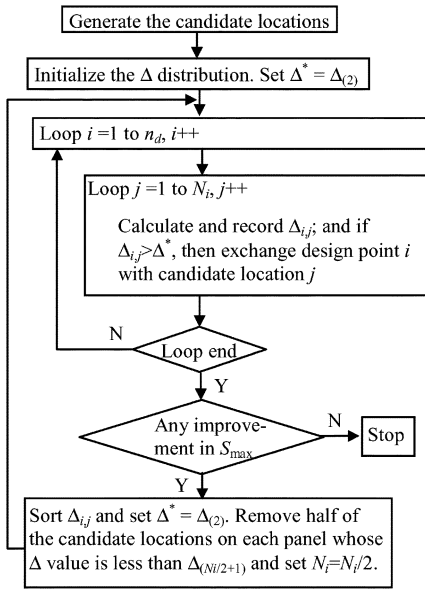 Generate the candidate locations
Initialize the Δ distribution. Set Δ* = Δ(2)
Loop i =1 to nd, i++
Loop j =1 to Ni, j++
Calculate and record Δi,j; and if
Δi,j>Δ*, then exchange design point i
with candidate location j
N
Loop end
Y
Any improve-
ment in Smax
N
Stop
Y
Sort Δi,j and set Δ* = Δ(2). Remove half of
the candidate locations on each panel whose
Δ value is less than Δ(Ni/2+1) and set Ni=Ni/2.